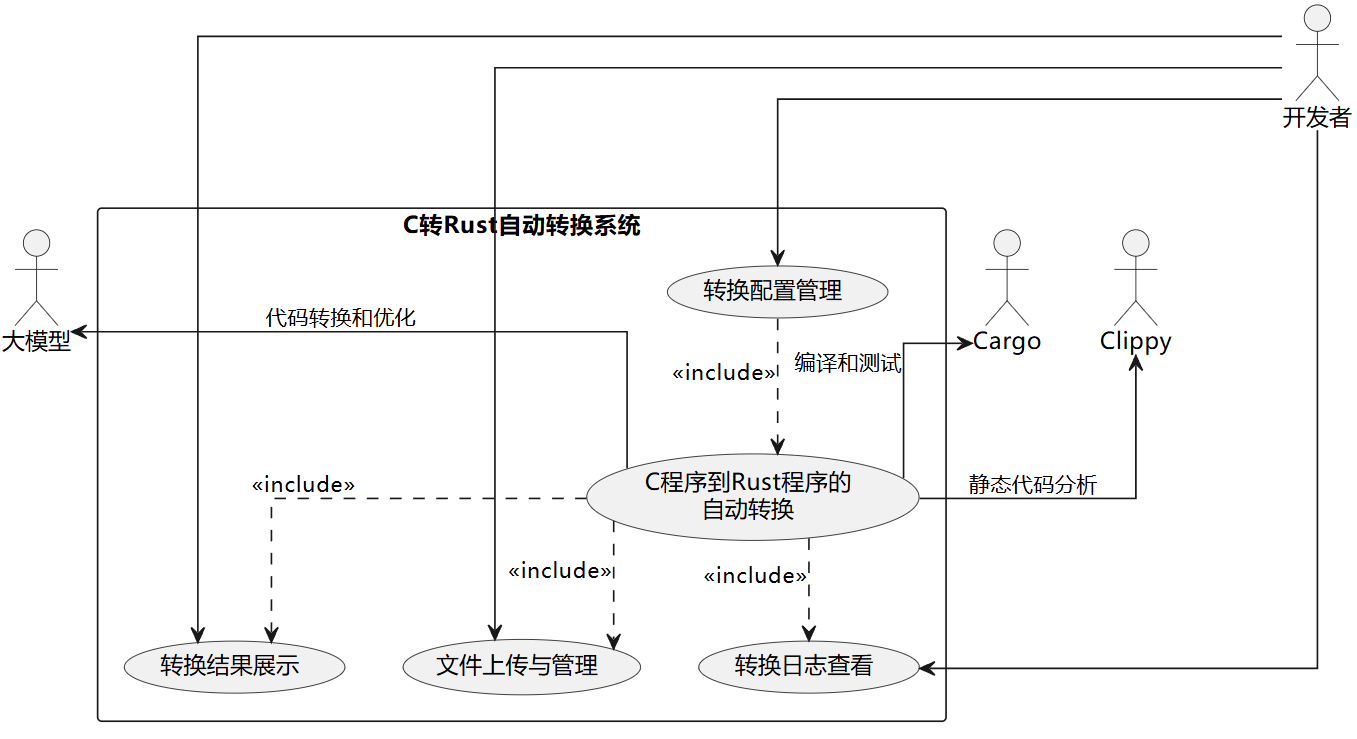 开发者
C转Rust自动转换系统
大模型
代码转换和优化
转换配置管理
Cargo
Clippy
«include»
编译和测试
«include»
C程序到Rust程序的
自动转换
静态代码分析
«include»
«include»
转换结果展示
文件上传与管理
转换日志查看